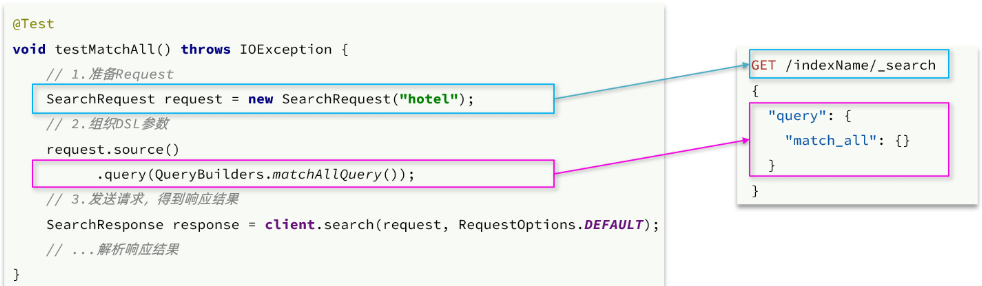 @Test
void testMatchAll() throws IOException {
    // 1.准备Request
    SearchRequest request = new SearchRequest("hotel");
    // 2.组织DSL参数
    request.source()
          .query(QueryBuilders.matchAllQuery());
    // 3.发送请求，得到响应结果
    SearchResponse response = client.search(request, RequestOptions.DEFAULT);
    // ...解析响应结果
}
GET /indexName/_search
{
  "query": {
    "match_all": {}
  }
}